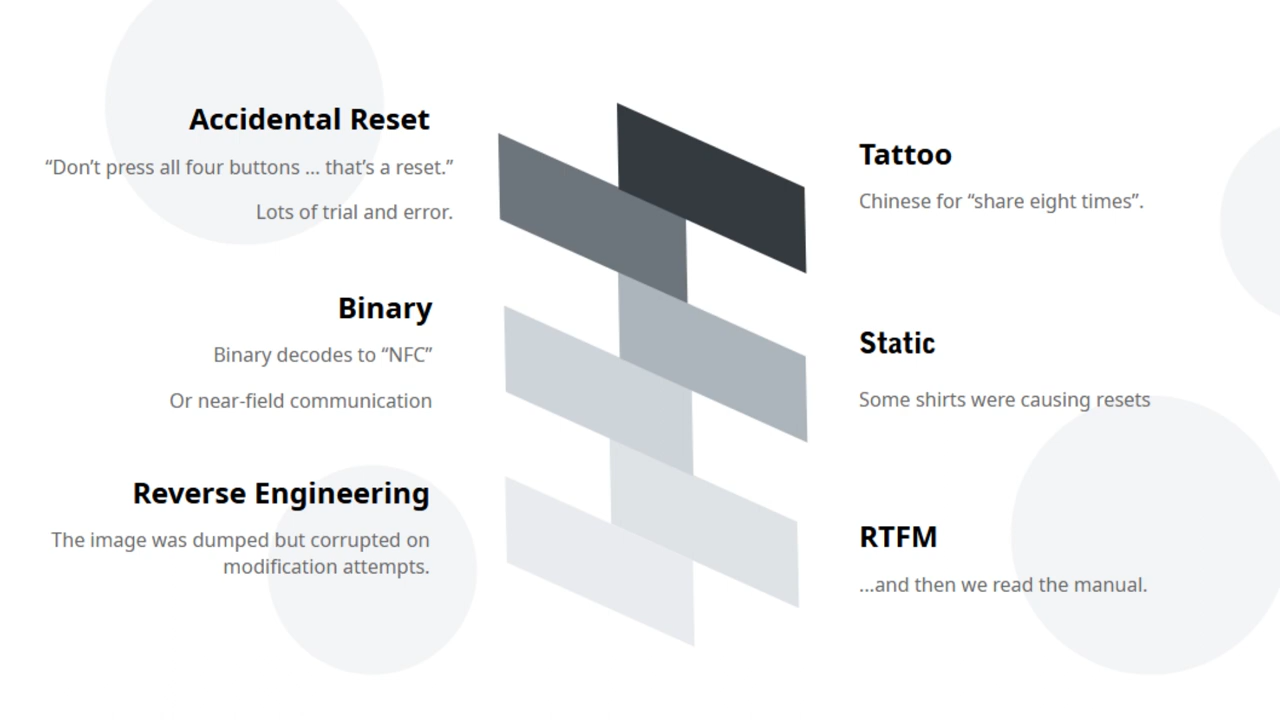 Accidental Reset
“Don’t press all four buttons ... that’s a reset.”
Lots of trial and error.
Tattoo
Chinese for “share eight times”.
Binary
Binary decodes to “NFC”
Or near-field communication
Static
Some shirts were causing resets
Reverse Engineering
The image was dumped but corrupted on
modification attempts.
RTFM
...and then we read the manual.